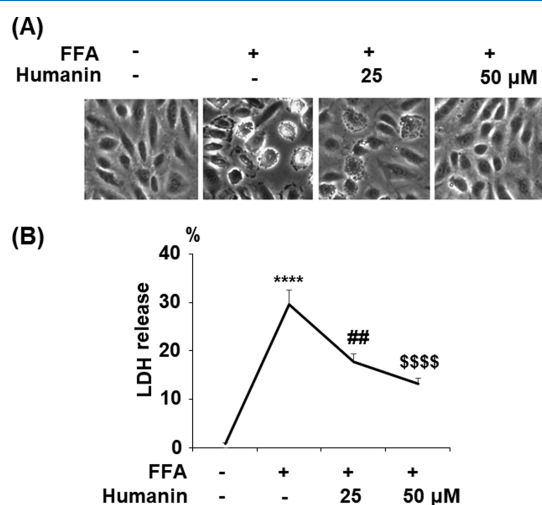 (A)
FFA - + + +
Humanin - - 25 50 μM
(B)
%
40
30
20
10
0
LDH release
****
##
$$$$
FFA - + + +
Humanin - - 25 50 μM